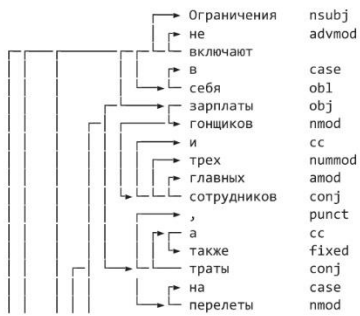 Ограничения nsubj
не advmod
включают
в case
себя obl
зарплаты obj
гонщиков nmod
и cc
трех nummod
главных amod
сотрудников conj
, punct
а cc
также fixed
траты conj
на case
перелеты nmod